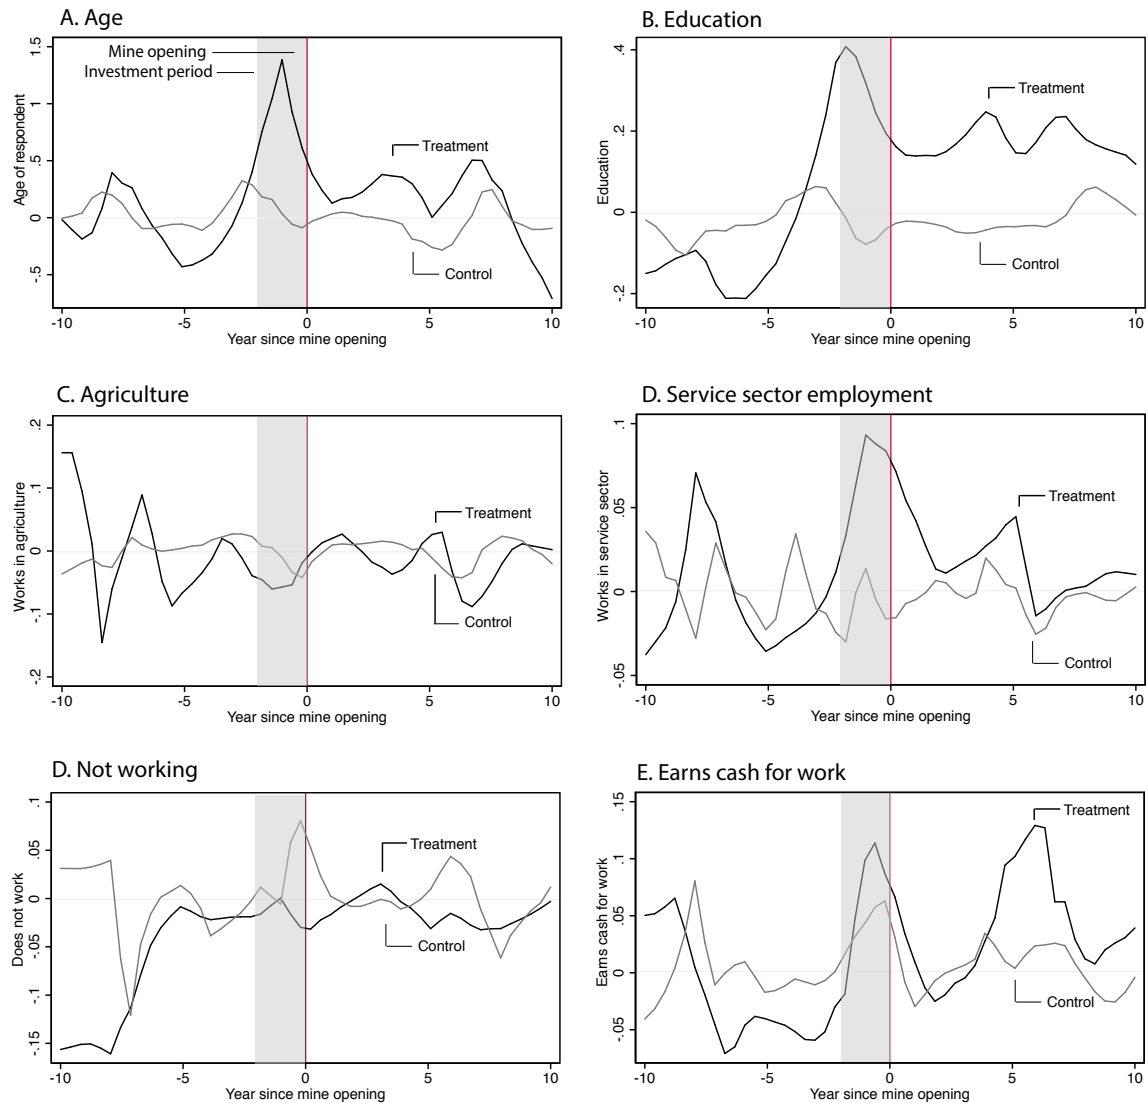 A. Age
Mine opening
Investment period
Treatment
Control
Age of respondent
1.5
1
.5
0
-.5
-10
-5
0
5
10
Year since mine opening
B. Education
Treatment
Control
Education
.4
.2
0
-.2
-10
-5
0
5
10
Year since mine opening
C. Agriculture
Treatment
Control
Works in agriculture
.2
.1
0
-.1
-.2
-10
-5
0
5
10
Year since mine opening
D. Service sector employment
Treatment
Control
Works in service sector
.1
.05
0
-.05
-10
-5
0
5
10
Year since mine opening
D. Not working
Treatment
Control
Does not work
.1
.05
0
-.05
-.1
-.15
-10
-5
0
5
10
Year since mine opening
E. Earns cash for work
Treatment
Control
Earns cash for work
.15
.1
.05
0
-.05
-10
-5
0
5
10
Year since mine opening